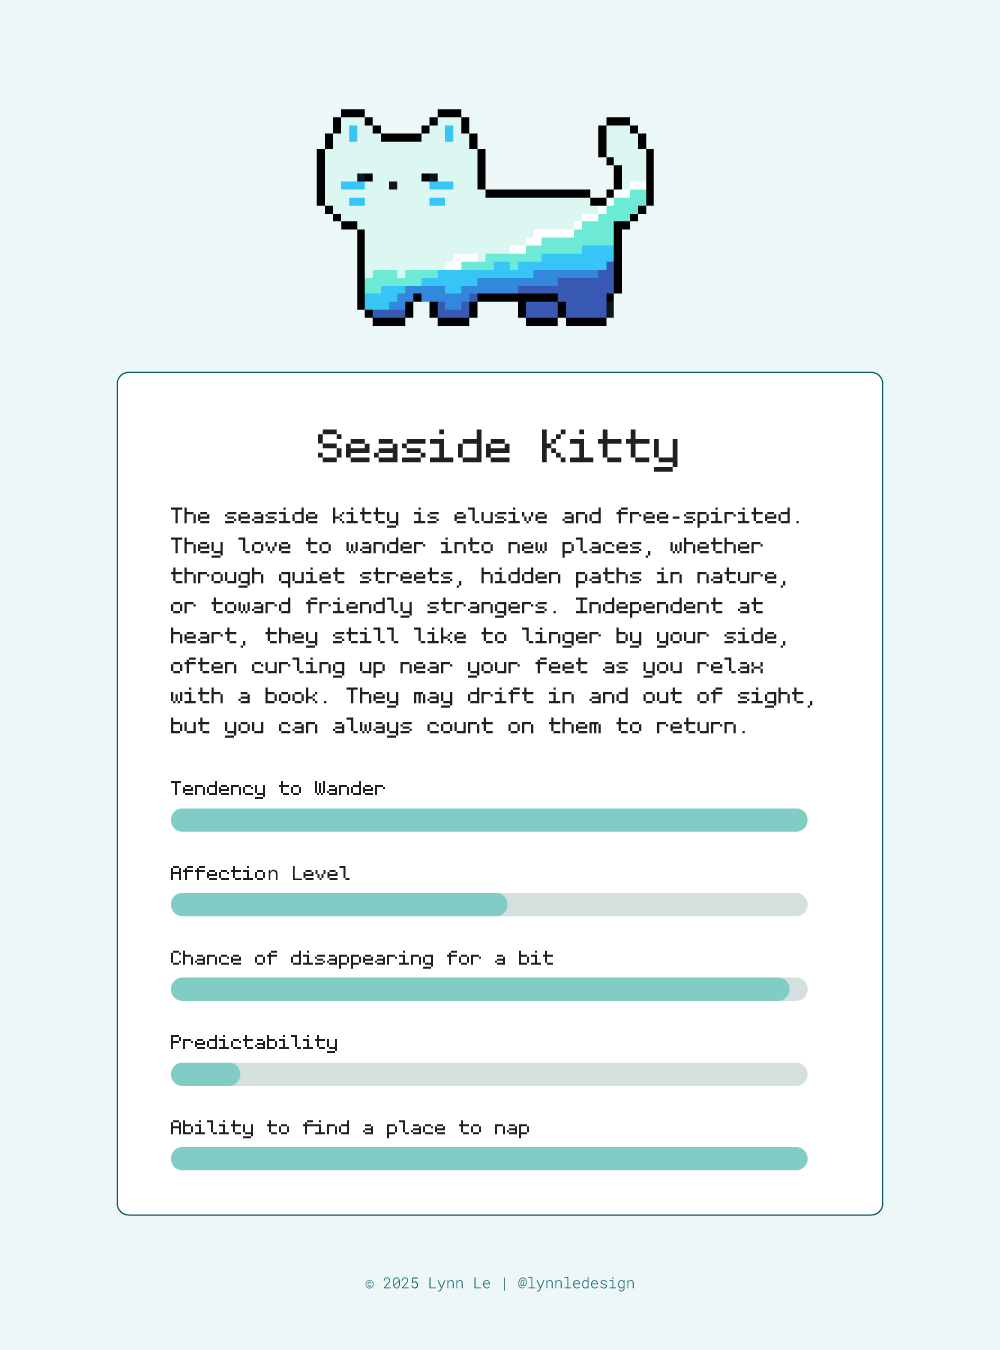 Seaside Kitty
The seaside kitty is elusive and free-spirited.
They love to wander into new places, whether
through quiet streets, hidden paths in nature,
or toward friendly strangers. Independent at
heart, they still like to linger by your side,
often curling up near your feet as you relax
with a book. They may drift in and out of sight,
but you can always count on them to return.
Tendency to Wander
Affection Level
Chance of disappearing for a bit
Predictability
Ability to find a place to nap
© 2025 Lynn Le | @lynnledesign